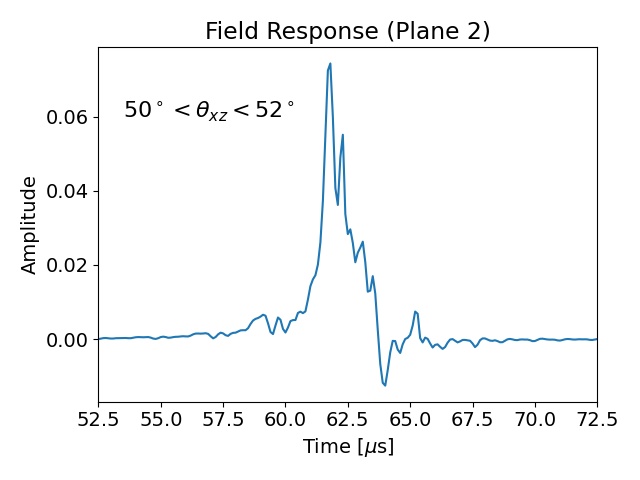 Field Response (Plane 2)
50° < θxz < 52°
Amplitude
0.06
0.04
0.02
0.00
52.5 55.0 57.5 60.0 62.5 65.0 67.5 70.0 72.5
Time [μs]